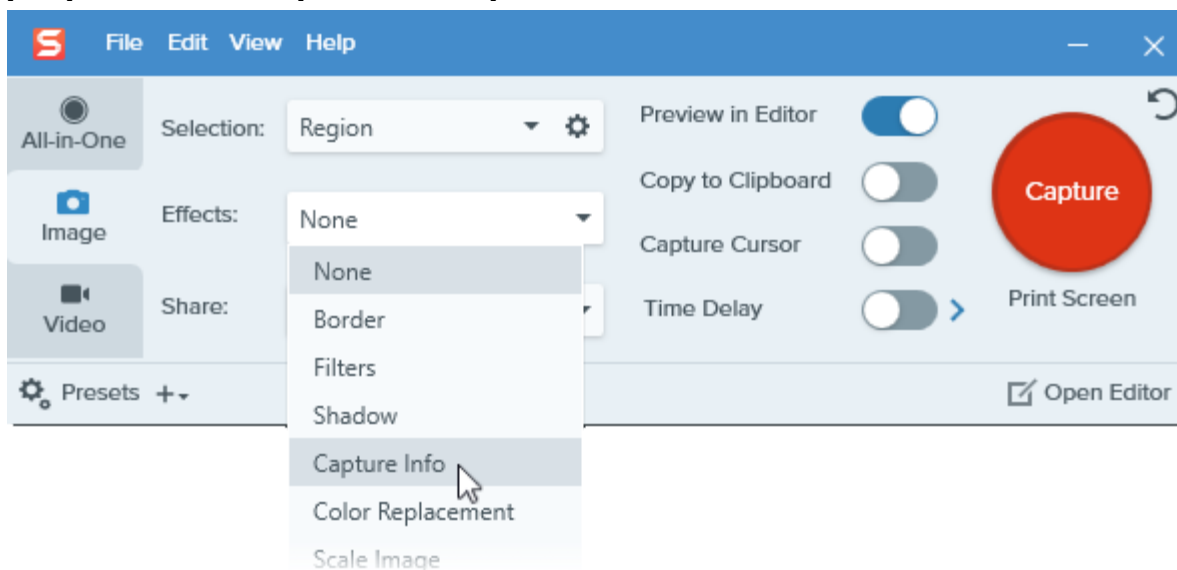 File Edit View Help
All-in-One
Image
Video
Selection: Region
Effects: None
None
Border
Filters
Shadow
Capture Info
Color Replacement
Scale Image
Share:
Preview in Editor
Copy to Clipboard
Capture Cursor
Time Delay
Capture
Print Screen
Presets
Open Editor